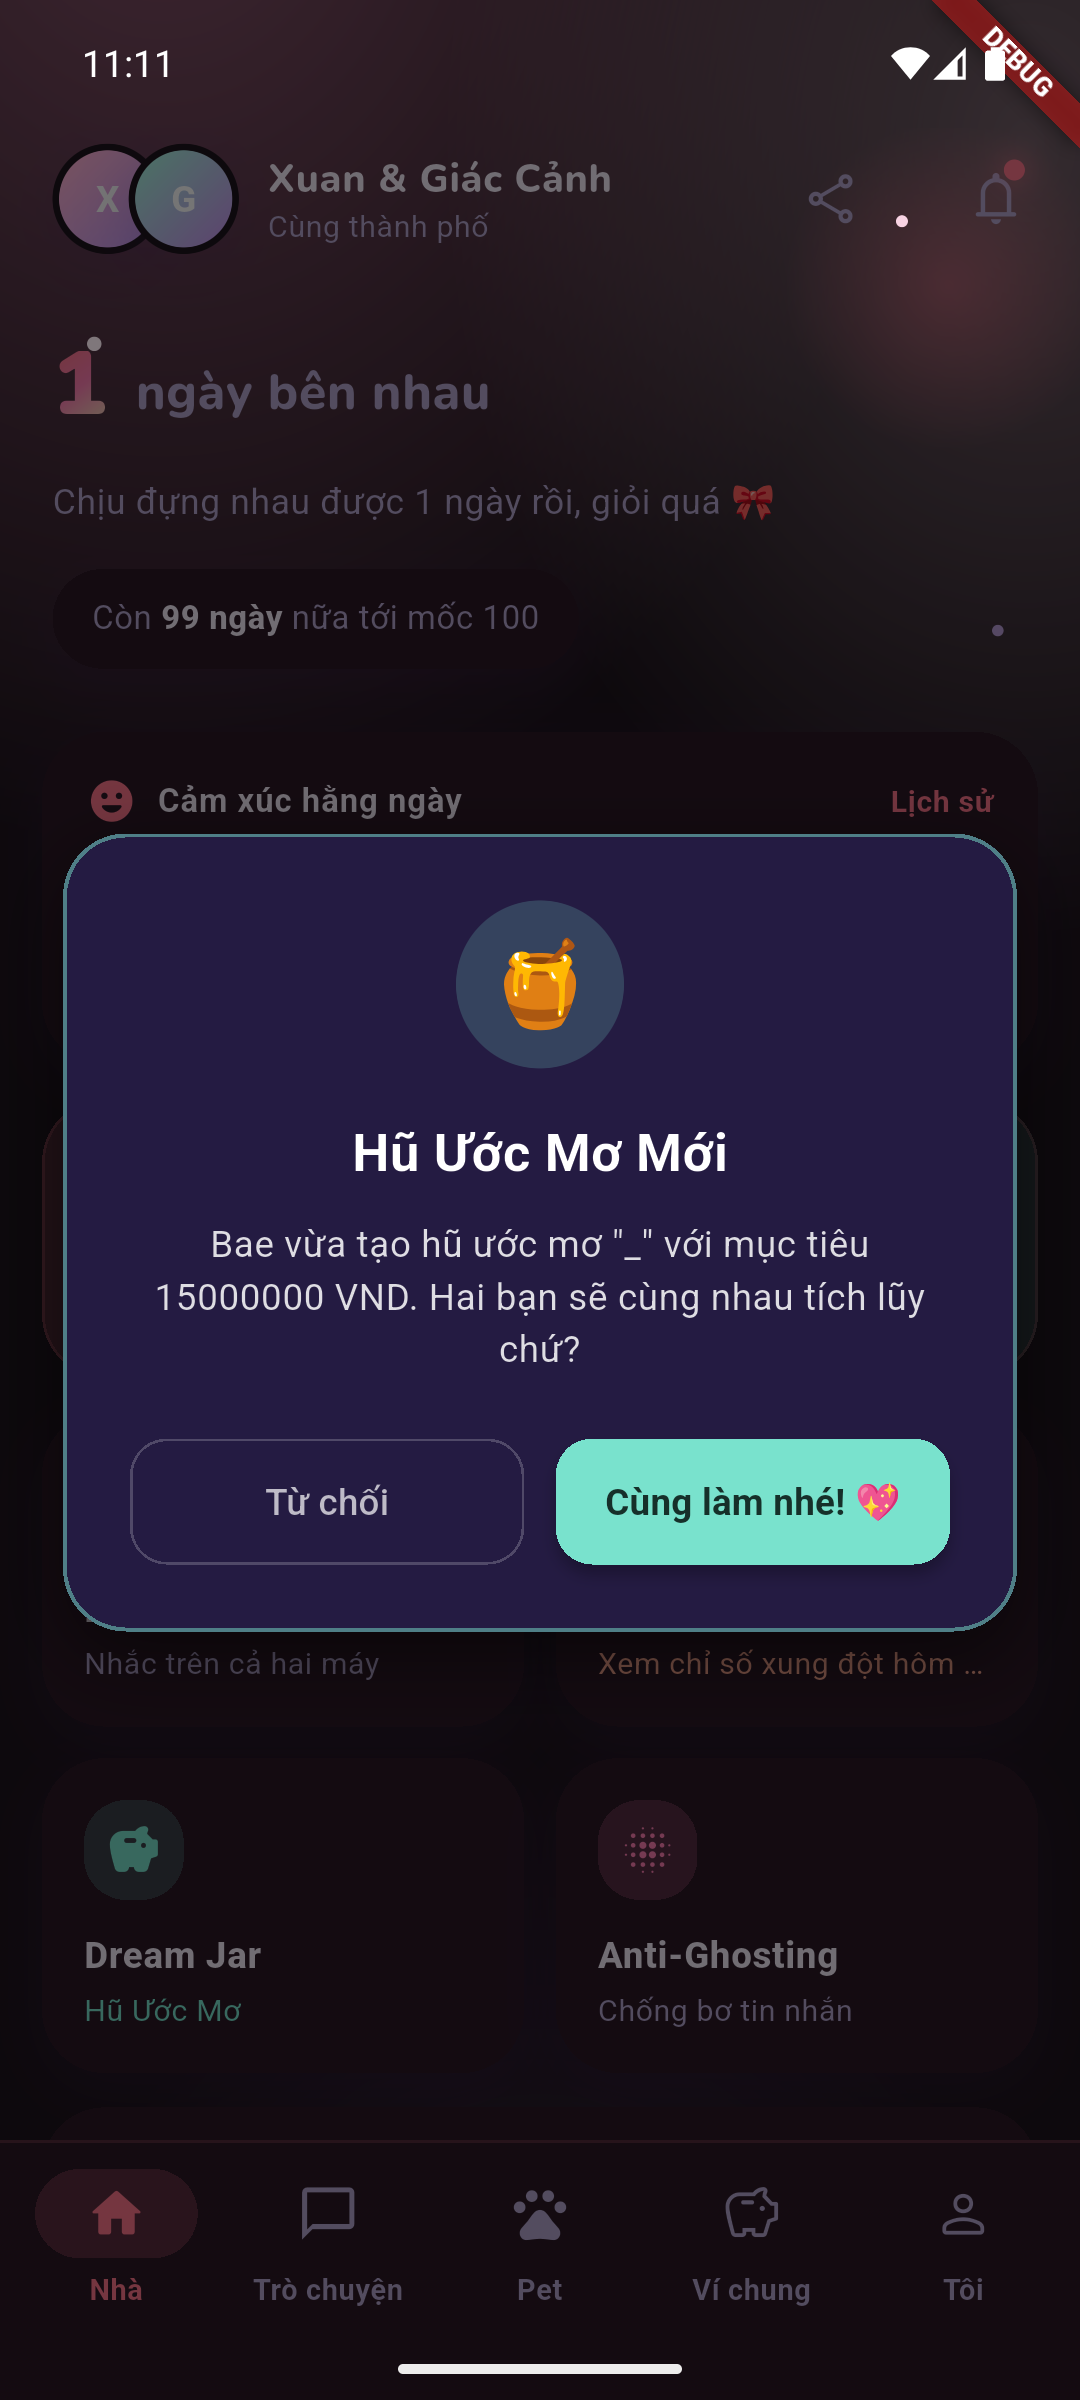 11:11
DEBUG
X G
Xuan & Giác Cảnh
Cùng thành phố
1 ngày bên nhau
Chịu đựng nhau được 1 ngày rồi, giỏi quá 🎀
Còn 99 ngày nữa tới mốc 100
Cảm xúc hằng ngày
Lịch sử
Hũ Ước Mơ Mới
Bae vừa tạo hũ ước mơ "_" với mục tiêu
15000000 VND. Hai bạn sẽ cùng nhau tích lũy
chứ?
Từ chối
Cùng làm nhé! 💖
Nhắc trên cả hai máy
Xem chỉ số xung đột hôm ...
Dream Jar
Hũ Ước Mơ
Anti-Ghosting
Chống bơ tin nhắn
Nhà
Trò chuyện
Pet
Ví chung
Tôi